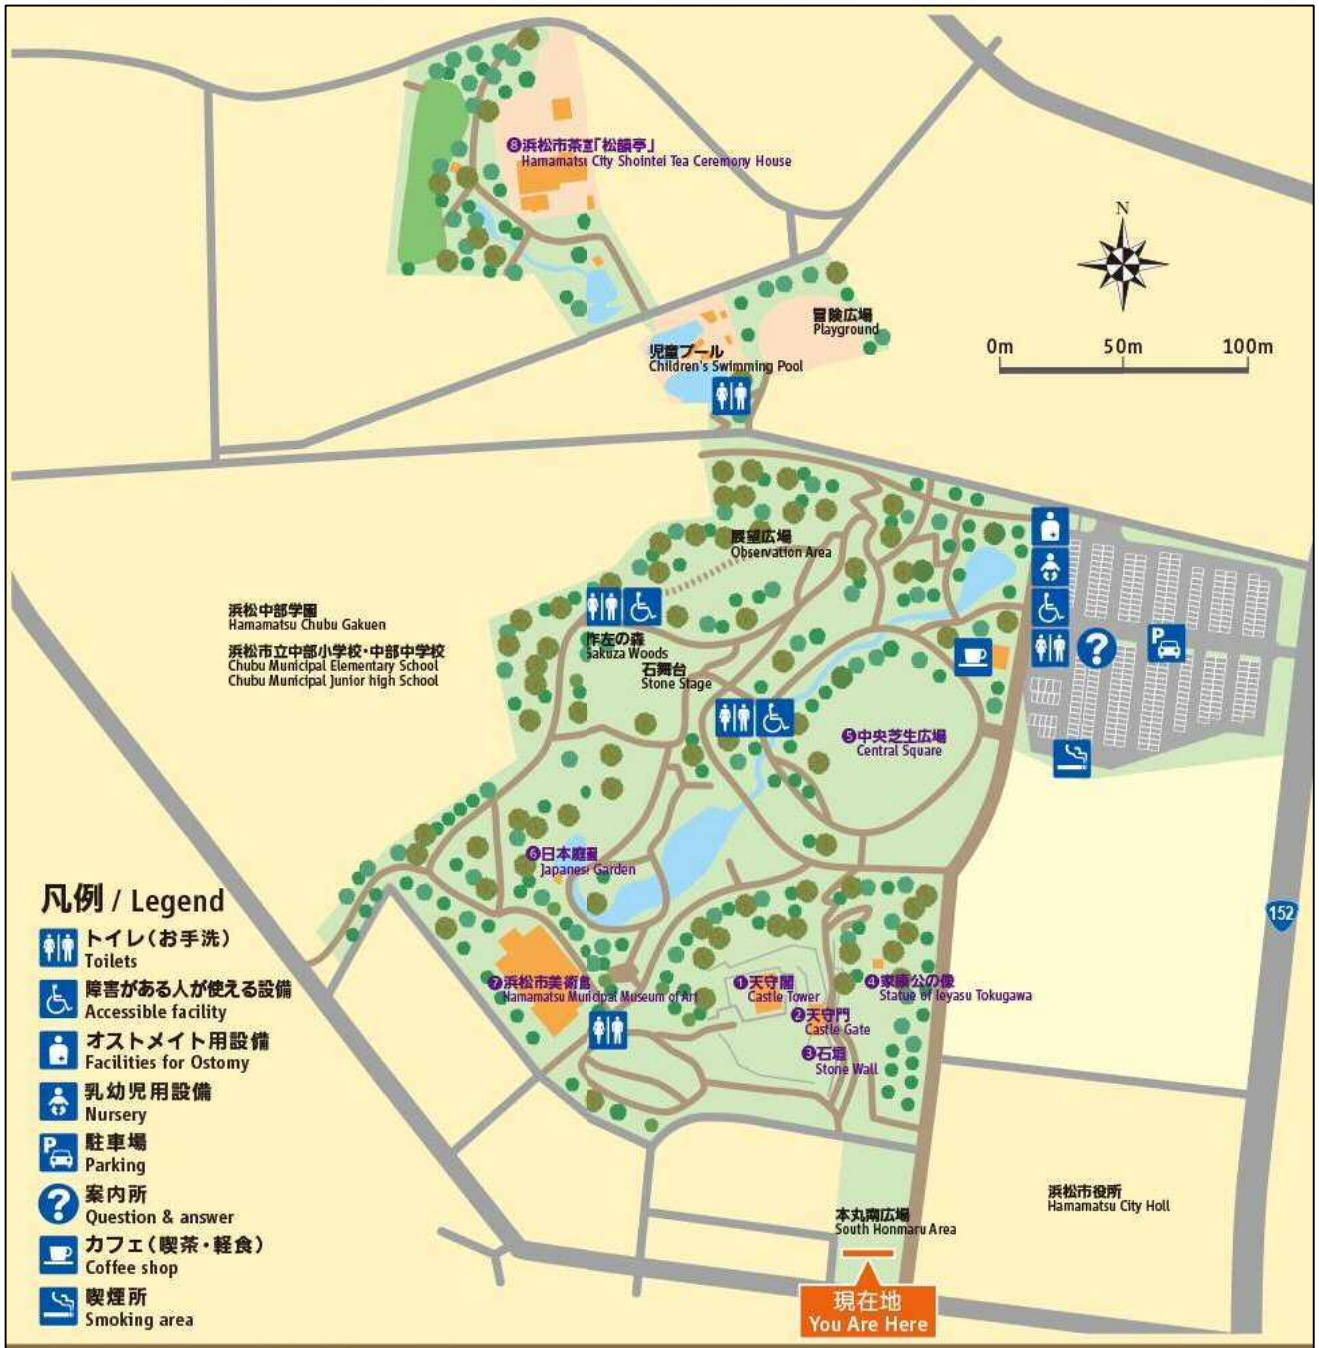 ❽浜松市茶室「松韻亭」
Hamamatsu City Shointei Tea Ceremony House
N
0m 50m 100m
冒険広場
Playground
児童プール
Children's Swimming Pool
展望広場
Observation Area
浜松中部学園
Hamamatsu Chubu Gakuen
浜松市立中部小学校・中部中学校
Chubu Municipal Elementary School
Chubu Municipal Junior high School
作左の森
Sakuza Woods
石舞台
Stone Stage
P
?
❺中央芝生広場
Central Square
❻日本庭園
Japanese Garden
152
❼浜松市美術館
Hamamatsu Municipal Museum of Art
❶天守閣
Castle Tower
❷天守門
Castle Gate
❸石垣
Stone Wall
❹家康公の像
Statue of Ieyasu Tokugawa
浜松市役所
Hamamatsu City Holl
本丸南広場
South Honmaru Area
現在地
You Are Here
凡例 / Legend
トイレ(お手洗)
Toilets
障害がある人が使える設備
Accessible facility
オストメイト用設備
Facilities for Ostomy
乳幼児用設備
Nursery
P
駐車場
Parking
?
案内所
Question & answer
カフェ(喫茶・軽食)
Coffee shop
喫煙所
Smoking area